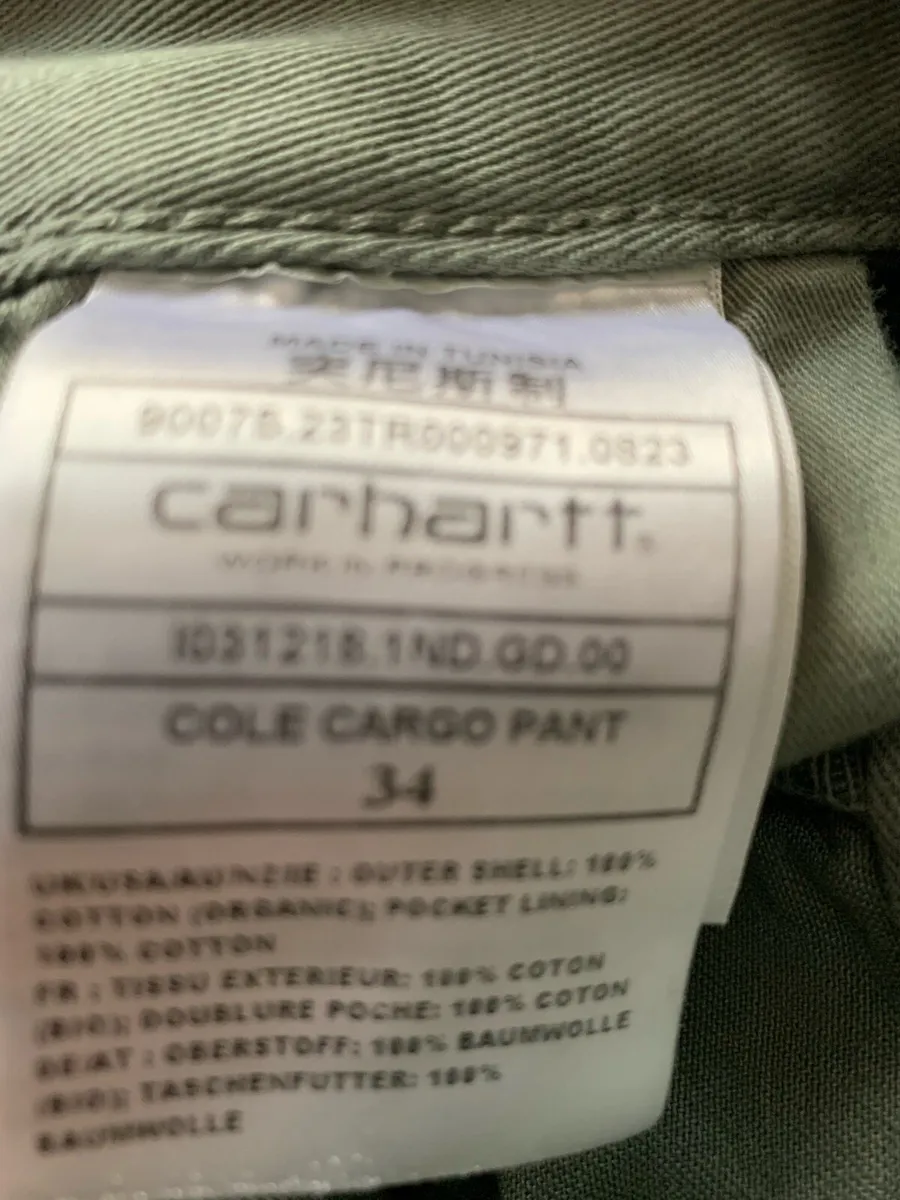 MADE IN TUNISIA
突尼斯制
90075.23TR000971.0823
carhartt®
WORK IN PROGRESS
I031218.1ND.GD.00
COLE CARGO PANT
34
UK/USA/AU/NZ/IE : OUTER SHELL: 100%
COTTON (ORGANIC); POCKET LINING:
100% COTTON
FR : TISSU EXTERIEUR: 100% COTON
(BIO); DOUBLURE POCHE: 100% COTON
DE/AT : OBERSTOFF: 100% BAUMWOLLE
(BIO); TASCHENFUTTER: 100%
BAUMWOLLE